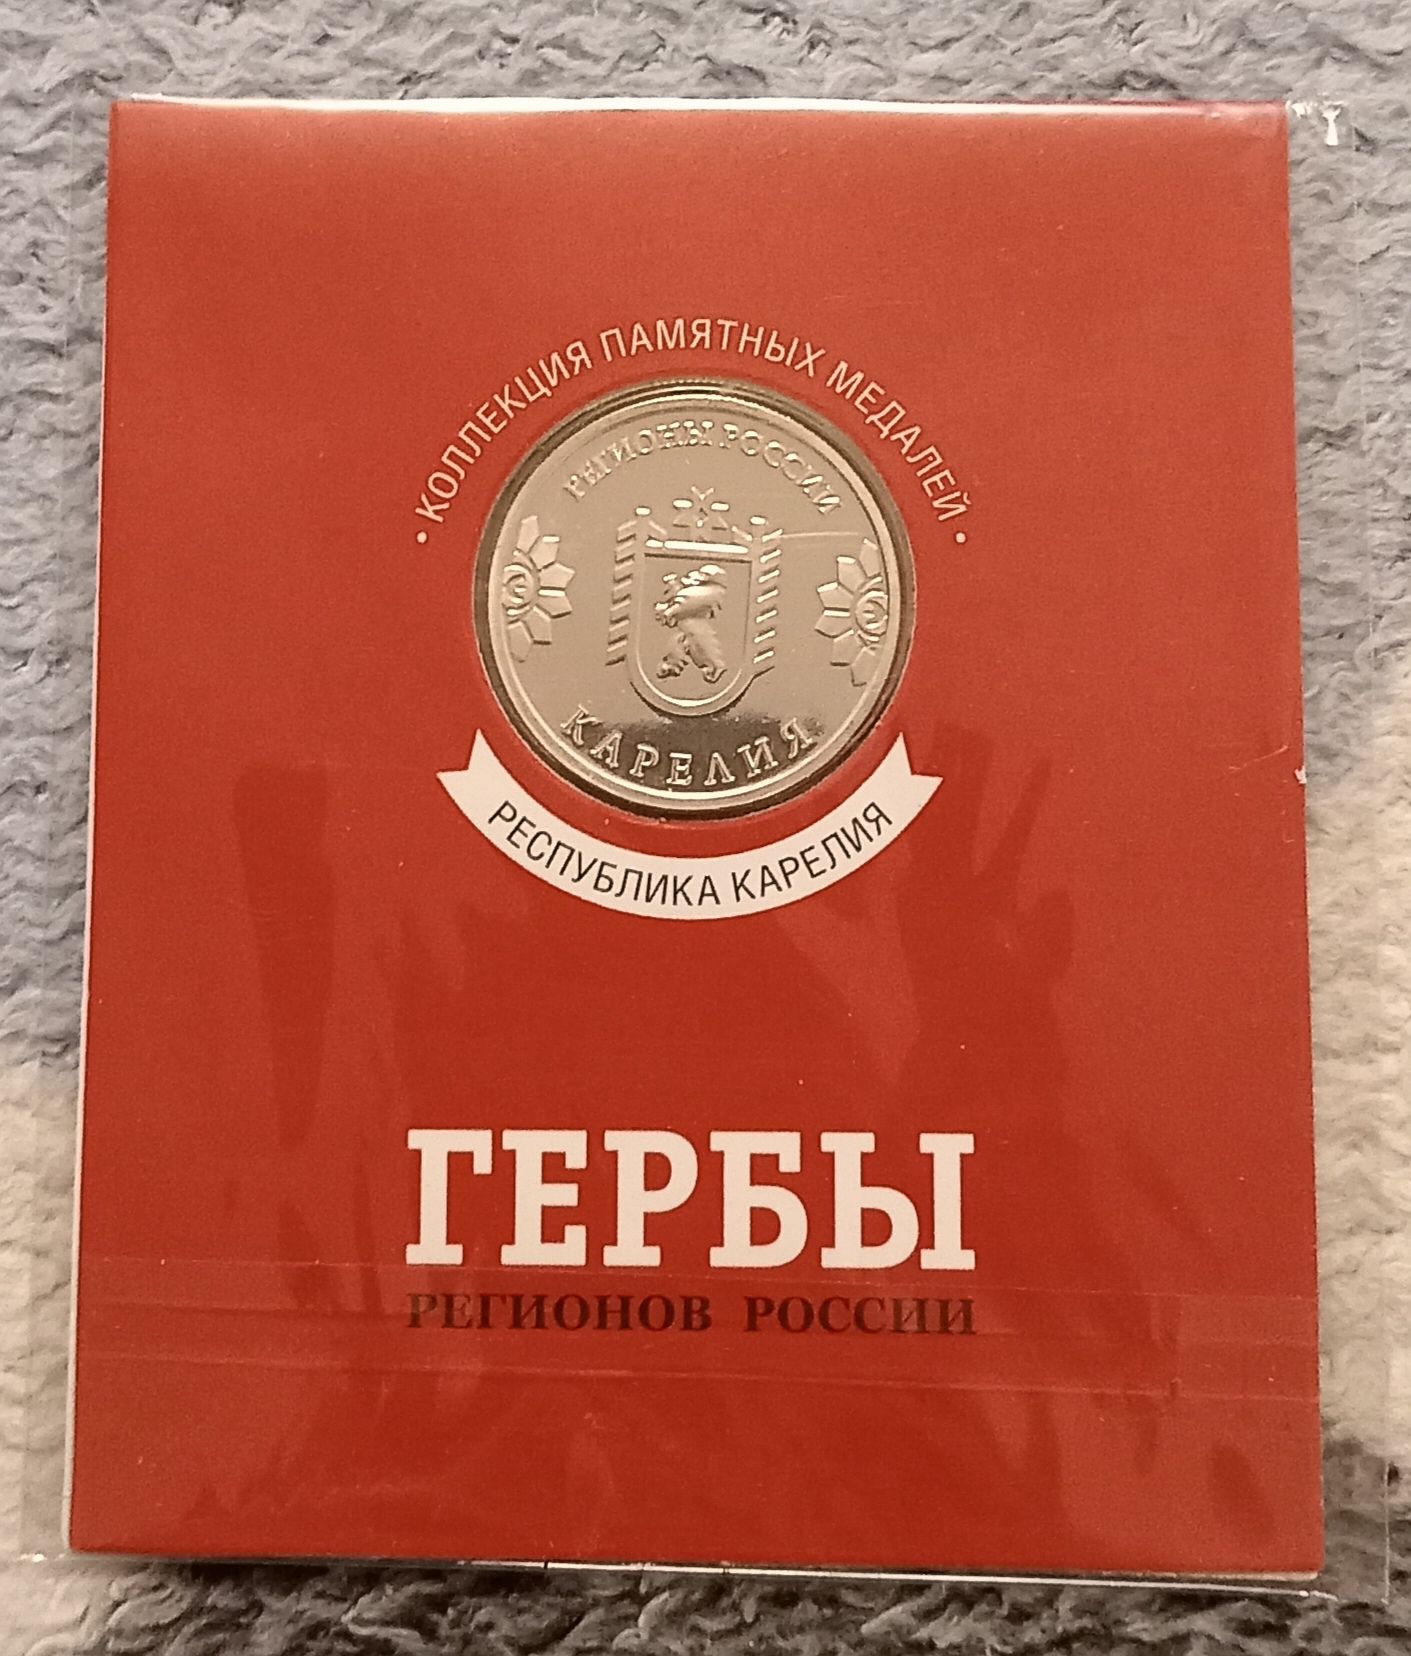 • КОЛЛЕКЦИЯ ПАМЯТНЫХ МЕДАЛЕЙ •
РЕГИОНЫ РОССИИ
КАРЕЛИЯ
РЕСПУБЛИКА КАРЕЛИЯ
ГЕРБЫ
РЕГИОНОВ РОССИИ